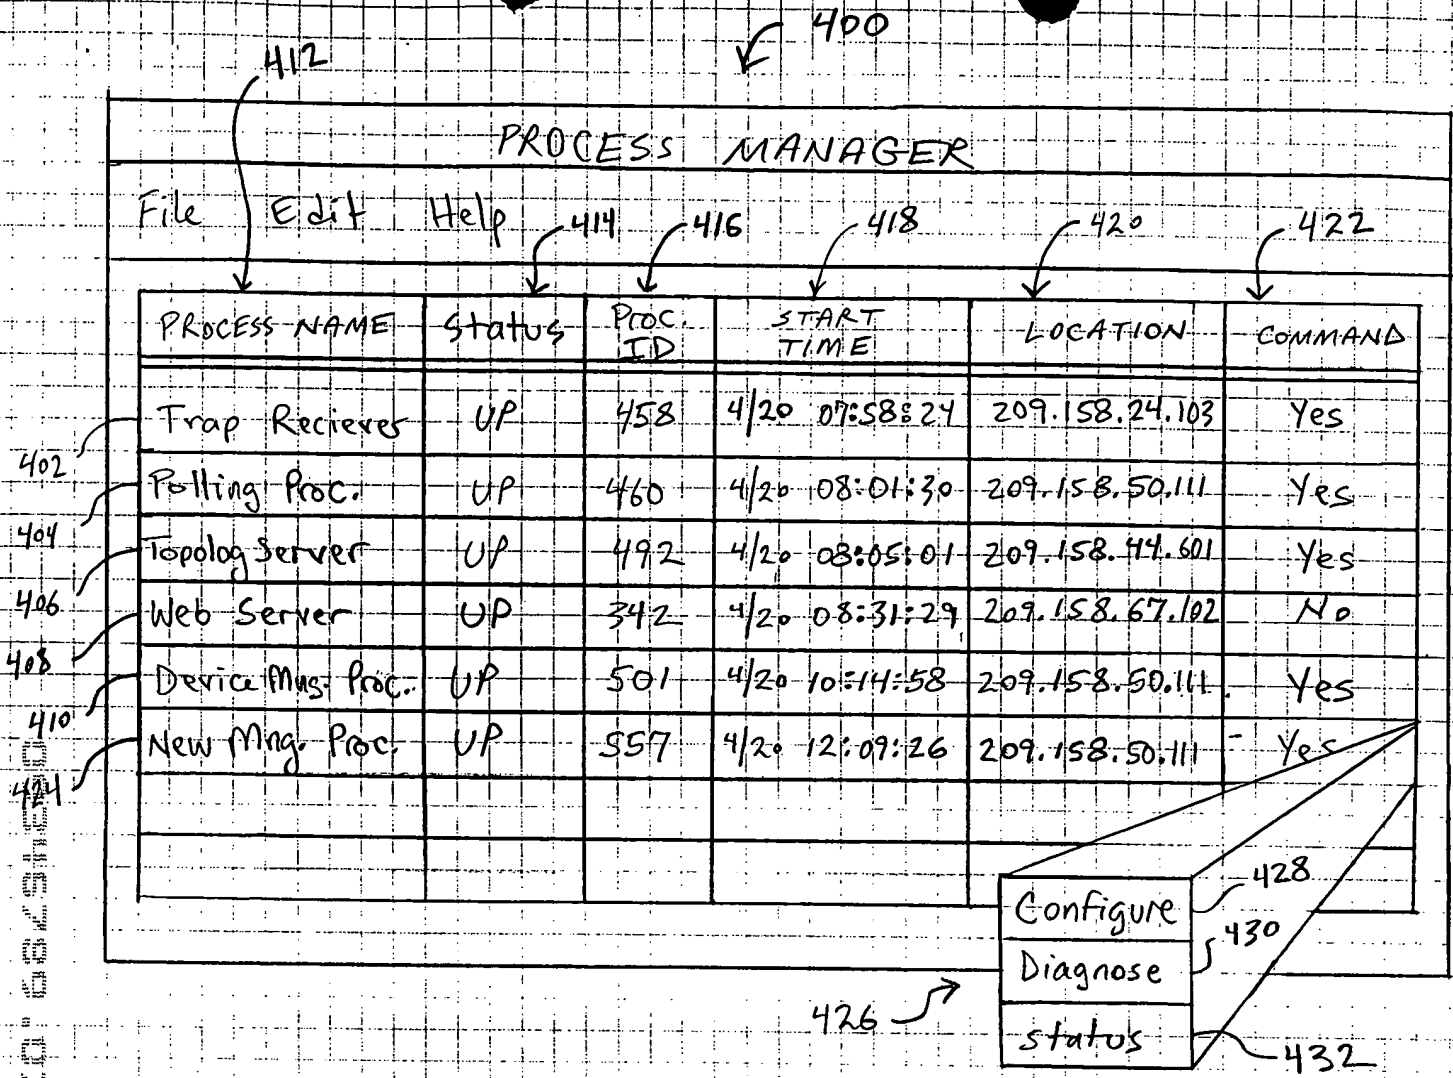 400
412
PROCESS MANAGER
File Edit Help
414 416 418 420 422
PROCESS NAME Status Proc. ID START TIME LOCATION COMMAND
402 Trap Reciever UP 458 4/20 07:58:24 209.158.24.103 Yes
404 Polling Proc. UP 460 4/20 08:01:30 209.158.50.111 Yes
406 Topolog Server UP 492 4/20 08:05:01 209.158.44.601 Yes
408 Web Server UP 342 4/20 08:31:29 209.158.67.102 No
410 Device Mng. Proc. UP 501 4/20 10:14:58 209.158.50.111 Yes
424 New Mng. Proc. UP 557 4/20 12:09:26 209.158.50.111 Yes
Configure 428
Diagnose 430
426
status 432